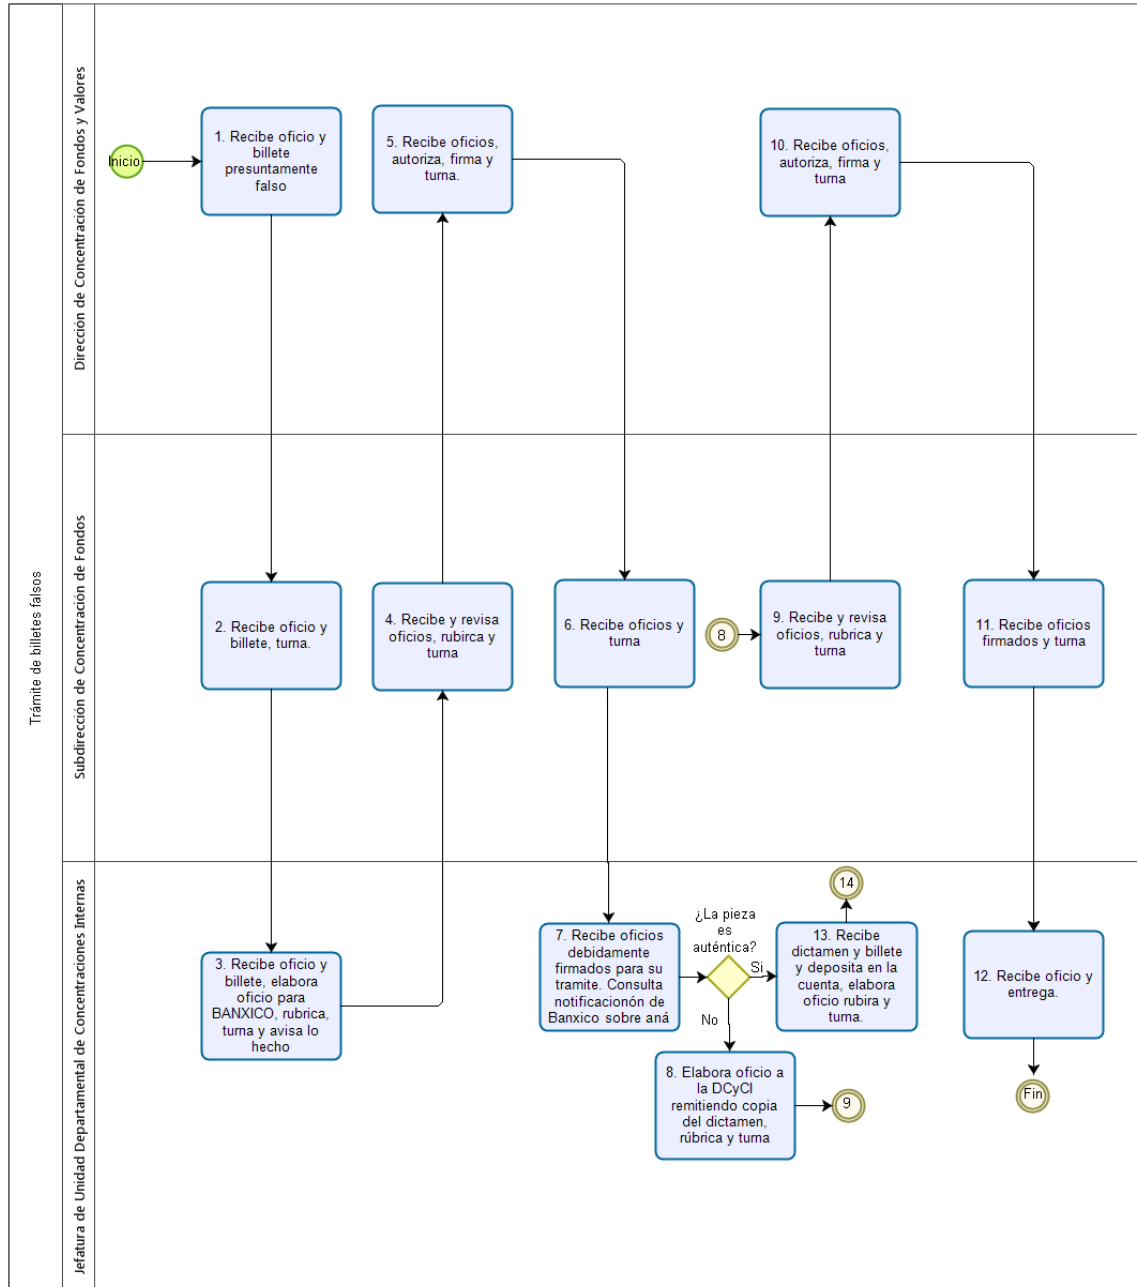 Trámite de billetes falsos
Dirección de Concentración de Fondos y Valores
Inicio
1. Recibe oficio y
billete
presuntamente
falso
5. Recibe oficios,
autoriza, firma y
turna.
10. Recibe oficios,
autoriza, firma y
turna
Subdirección de Concentración de Fondos
2. Recibe oficio y
billete, turna.
4. Recibe y revisa
oficios, rubirca y
turna
6. Recibe oficios y
turna
8
9. Recibe y revisa
oficios, rubrica y
turna
11. Recibe oficios
firmados y turna
Jefatura de Unidad Departamental de Concentraciones Internas
3. Recibe oficio y
billete, elabora
oficio para
BANXICO, rubrica,
turna y avisa lo
hecho
7. Recibe oficios
debidamente
firmados para su
tramite. Consulta
notificacionón de
Banxico sobre aná
¿La pieza
es
auténtica?
Si
No
14
13. Recibe
dictamen y billete
y deposita en la
cuenta, elabora
oficio rubira y
turna.
8. Elabora oficio a
la DCyCI
remitiendo copia
del dictamen,
rúbrica y turna
9
12. Recibe oficio y
entrega.
Fin